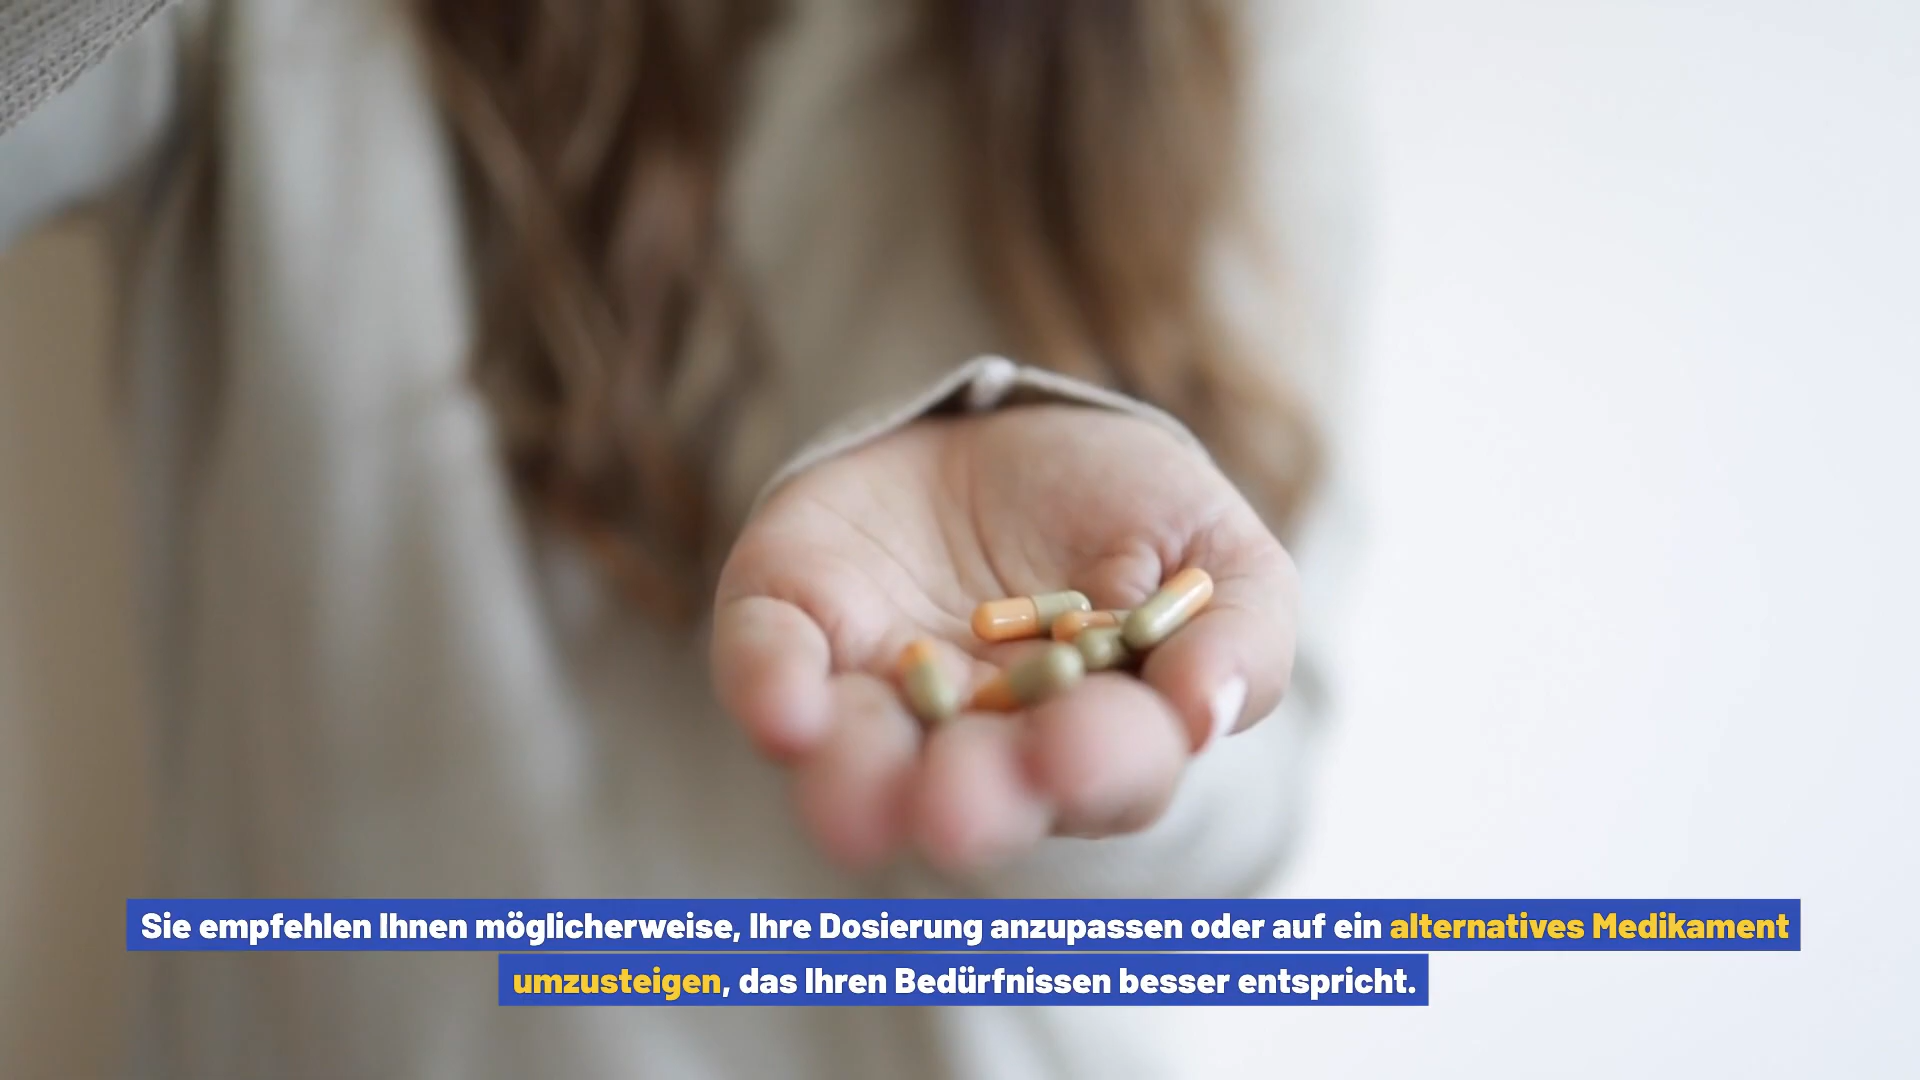 Sie empfehlen Ihnen möglicherweise, Ihre Dosierung anzupassen oder auf ein alternatives Medikament
umzusteigen, das Ihren Bedürfnissen besser entspricht.